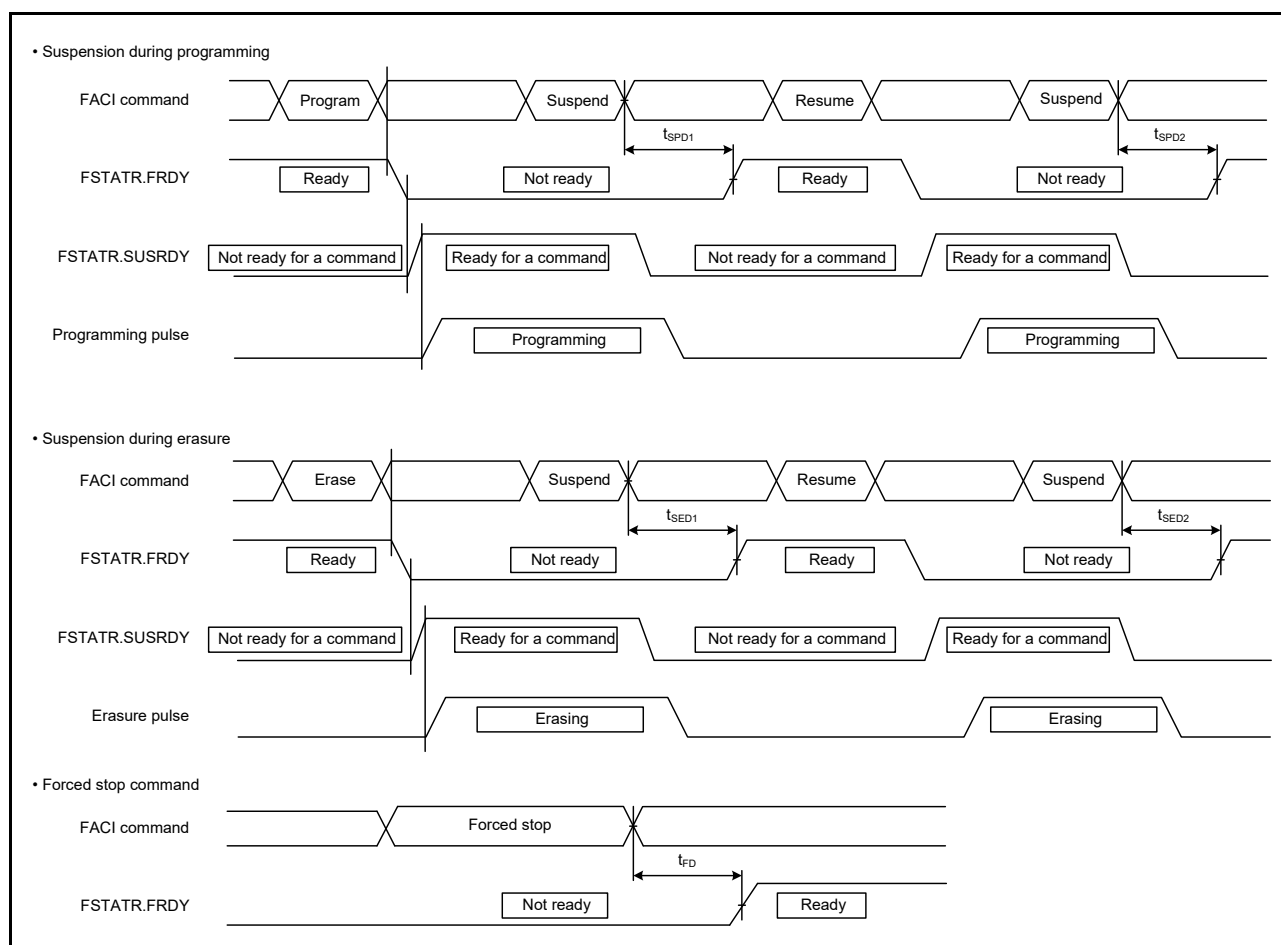 • Suspension during programming
FACI command Program Suspend Resume Suspend
tSPD1 tSPD2
FSTATR.FRDY Ready Not ready Ready Not ready
FSTATR.SUSRDY Not ready for a command Ready for a command Not ready for a command Ready for a command
Programming pulse Programming Programming
• Suspension during erasure
FACI command Erase Suspend Resume Suspend
tSED1 tSED2
FSTATR.FRDY Ready Not ready Ready Not ready
FSTATR.SUSRDY Not ready for a command Ready for a command Not ready for a command Ready for a command
Erasure pulse Erasing Erasing
• Forced stop command
FACI command Forced stop
tFD
FSTATR.FRDY Not ready Ready